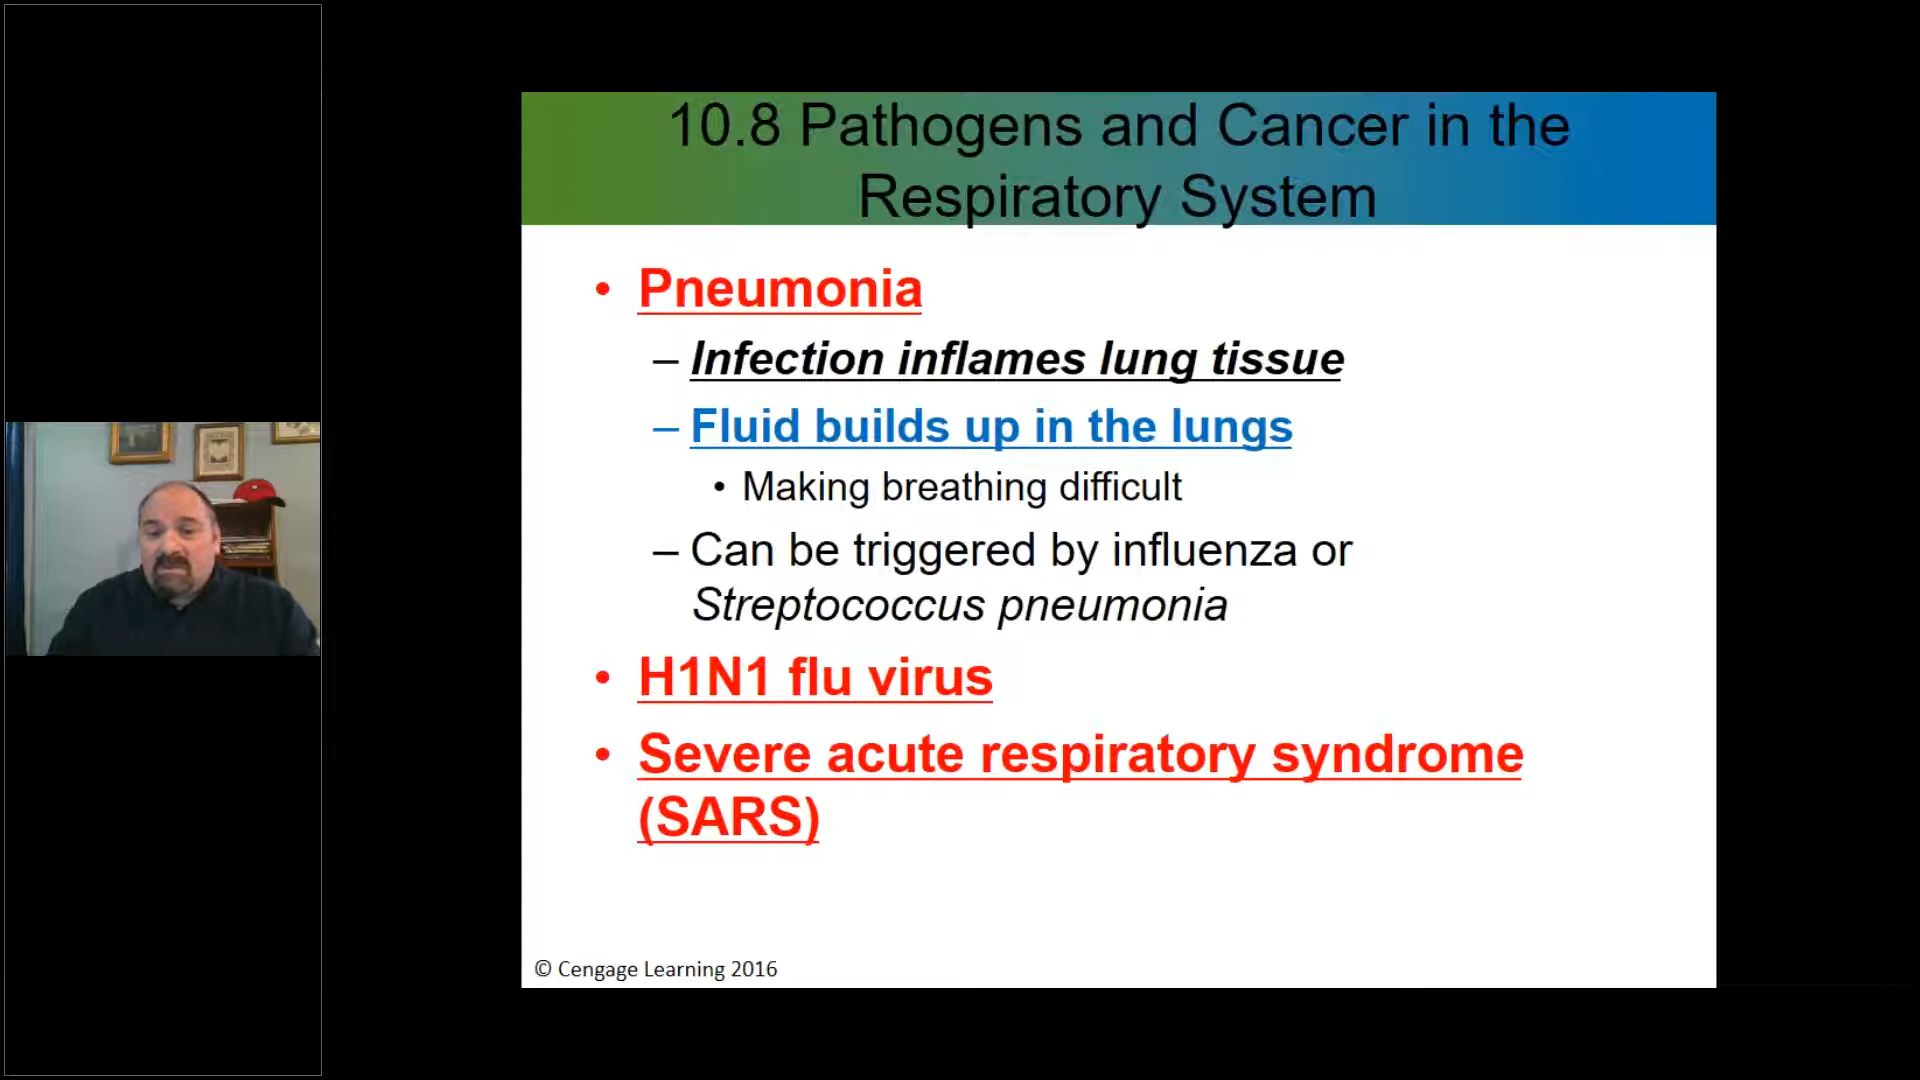 10.8 Pathogens and Cancer in the
Respiratory System
• Pneumonia
– Infection inflames lung tissue
– Fluid builds up in the lungs
• Making breathing difficult
– Can be triggered by influenza or
Streptococcus pneumonia
• H1N1 flu virus
• Severe acute respiratory syndrome
(SARS)
© Cengage Learning 2016